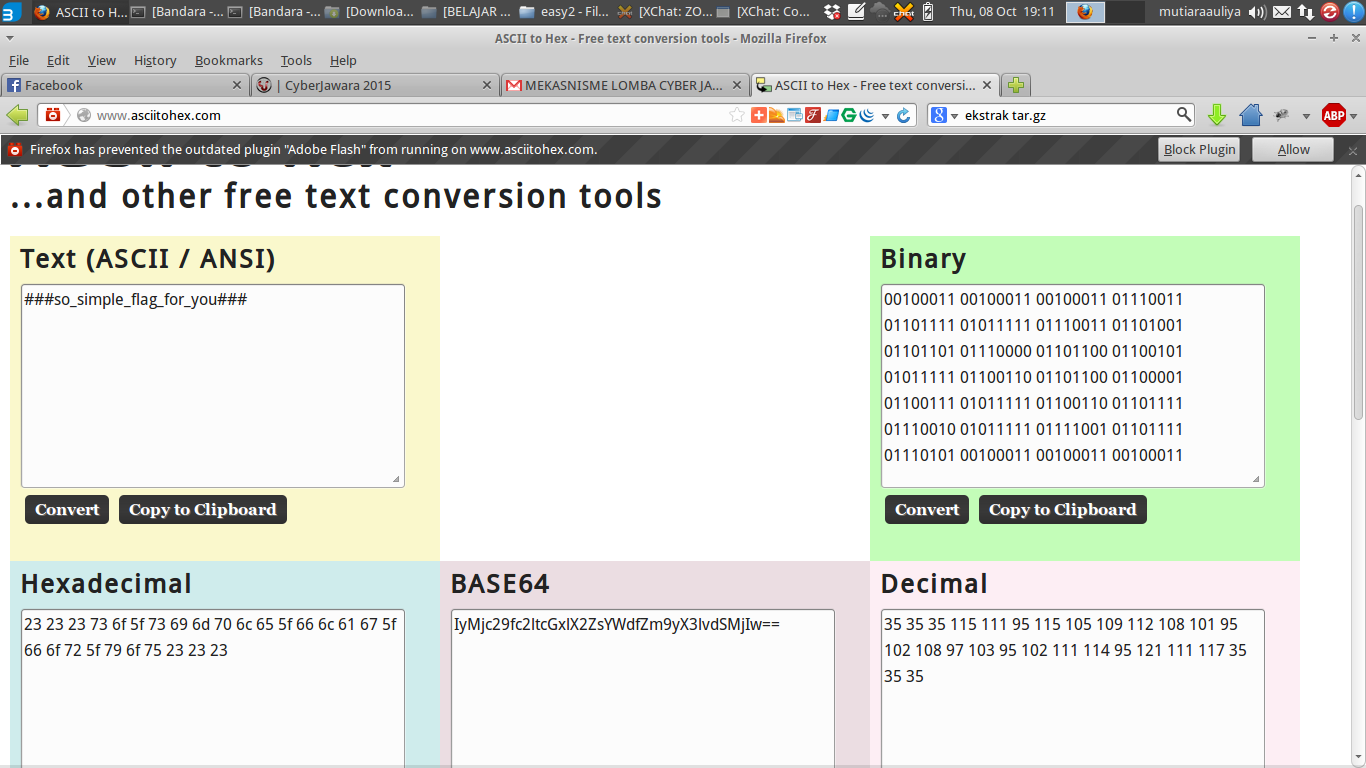 ASCII to H... [Bandara -... [Bandara -... [Downloa... [BELAJAR ... easy2 - Fil... [XChat: ZO... [XChat: Co... Thu, 08 Oct 19:11 mutiaraauliya
ASCII to Hex - Free text conversion tools - Mozilla Firefox
File Edit View History Bookmarks Tools Help
Facebook | CyberJawara 2015 MEKASNISME LOMBA CYBER JA... ASCII to Hex - Free text conversi...
www.asciitohex.com ekstrak tar.gz ABP
Firefox has prevented the outdated plugin "Adobe Flash" from running on www.asciitohex.com. Block Plugin Allow
...and other free text conversion tools
Text (ASCII / ANSI)
###so_simple_flag_for_you###
Convert Copy to Clipboard
Binary
00100011 00100011 00100011 01110011
01101111 01011111 01110011 01101001
01101101 01110000 01101100 01100101
01011111 01100110 01101100 01100001
01100111 01011111 01100110 01101111
01110010 01011111 01111001 01101111
01110101 00100011 00100011 00100011
Convert Copy to Clipboard
Hexadecimal
23 23 23 73 6f 5f 73 69 6d 70 6c 65 5f 66 6c 61 67 5f
66 6f 72 5f 79 6f 75 23 23 23
BASE64
IyMjc29fc2ltcGxlX2ZsYWdfZm9yX3lvdSMjIw==
Decimal
35 35 35 115 111 95 115 105 109 112 108 101 95
102 108 97 103 95 102 111 114 95 121 111 117 35
35 35